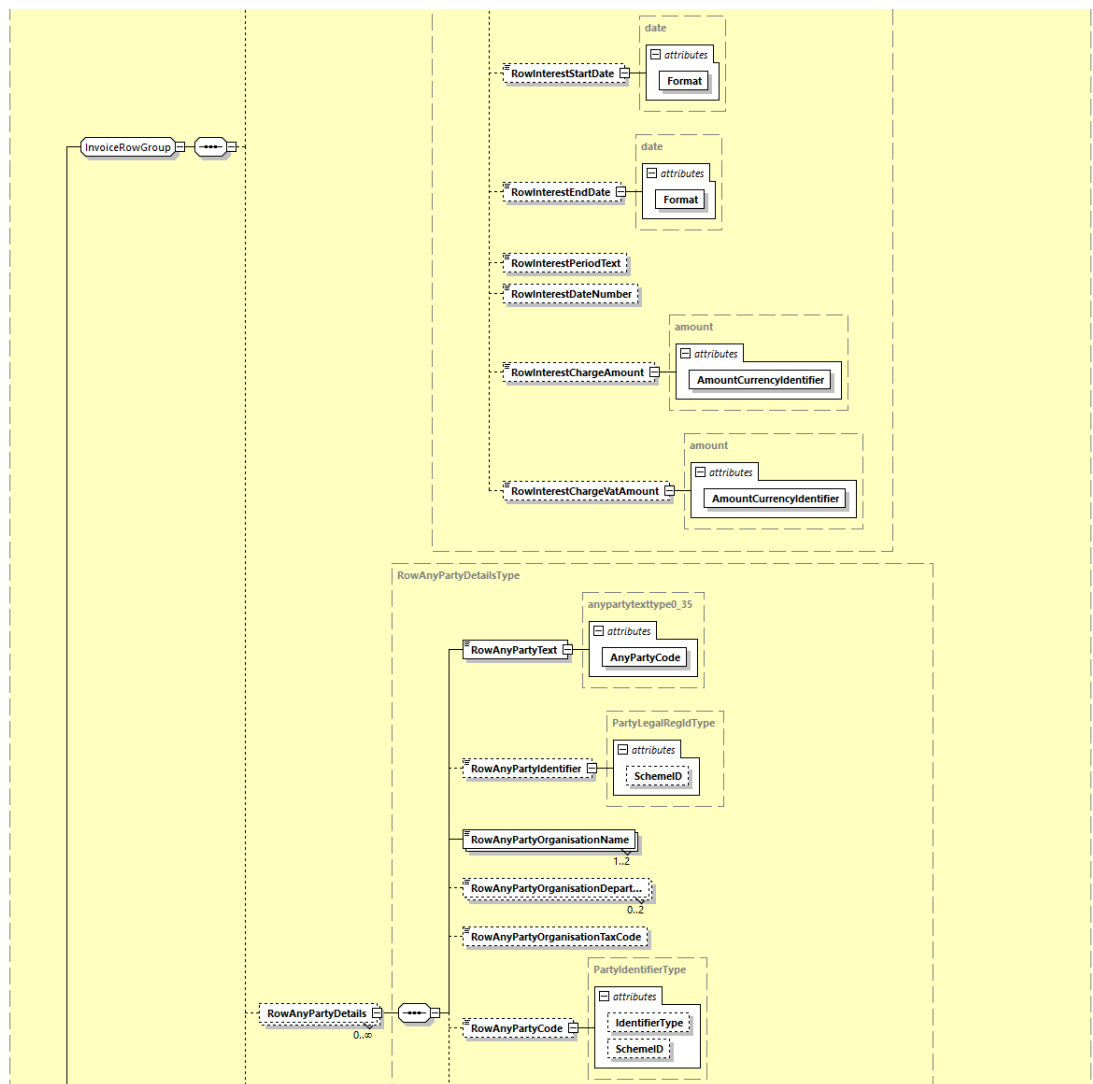 date
attributes
RowInterestStartDate
Format
date
InvoiceRowGroup
attributes
RowInterestEndDate
Format
RowInterestPeriodText
RowInterestDateNumber
amount
attributes
RowInterestChargeAmount
AmountCurrencyIdentifier
amount
attributes
RowInterestChargeVatAmount
AmountCurrencyIdentifier
RowAnyPartyDetailsType
anypartytexttype0_35
attributes
RowAnyPartyText
AnyPartyCode
PartyLegalRegIdType
attributes
RowAnyPartyIdentifier
SchemeID
RowAnyPartyOrganisationName
1..2
RowAnyPartyOrganisationDepart...
0..2
RowAnyPartyOrganisationTaxCode
PartyIdentifierType
attributes
RowAnyPartyDetails
0..∞
RowAnyPartyCode
IdentifierType
SchemeID